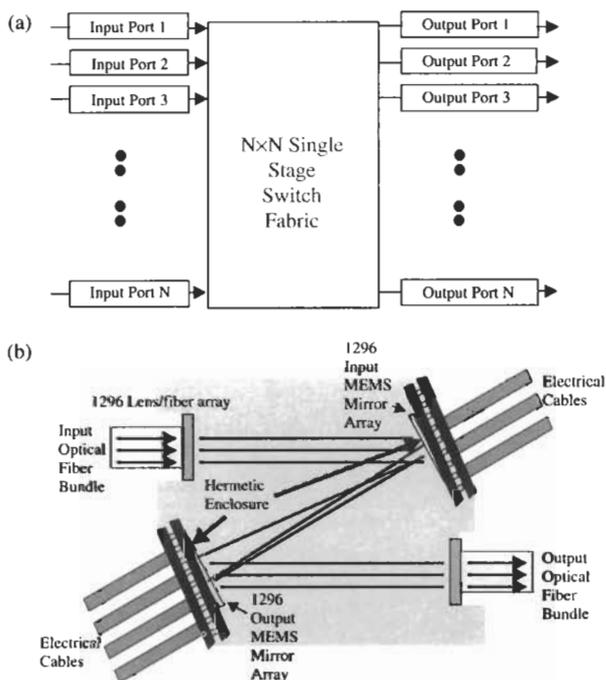 (a)
Input Port 1
Output Port 1
Input Port 2
Output Port 2
Input Port 3
Output Port 3
N×N Single
Stage
Switch
Fabric
Input Port N
Output Port N
(b)
1296
Input
MEMS
Mirror
Array
Electrical
Cables
1296 Lens/fiber array
Input
Optical
Fiber
Bundle
Hermetic
Enclosure
Output
Optical
Fiber
Bundle
1296
Output
MEMS
Mirror
Array
Electrical
Cables